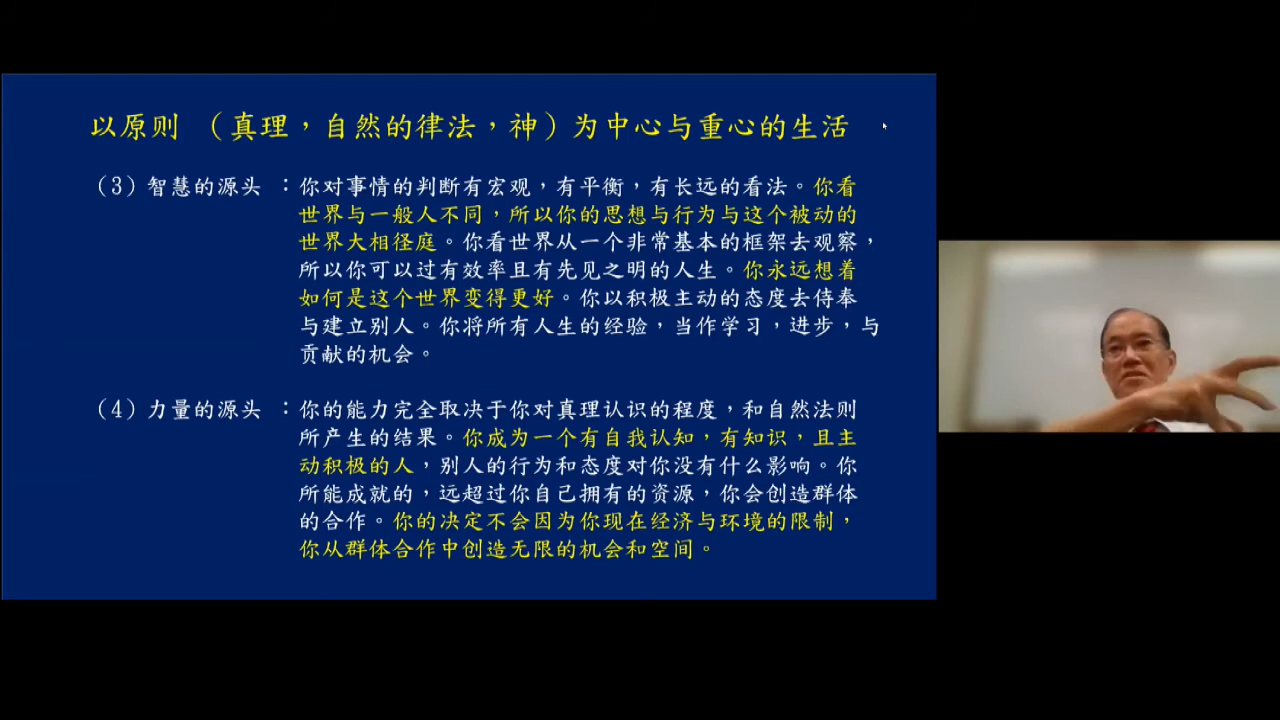 以原则 （真理，自然的律法，神）为中心与重心的生活
（3）智慧的源头 ：你对事情的判断有宏观，有平衡，有长远的看法。你看
世界与一般人不同，所以你的思想与行为与这个被动的
世界大相径庭。你看世界从一个非常基本的框架去观察，
所以你可以过有效率且有先见之明的人生。你永远想着
如何是这个世界变得更好。你以积极主动的态度去侍奉
与建立别人。你将所有人生的经验，当作学习，进步，与
贡献的机会。
（4）力量的源头 ：你的能力完全取决于你对真理认识的程度，和自然法则
所产生的结果。你成为一个有自我认知，有知识，且主
动积极的人，别人的行为和态度对你没有什么影响。你
所能成就的，远超过你自己拥有的资源，你会创造群体
的合作。你的决定不会因为你现在经济与环境的限制，
你从群体合作中创造无限的机会和空间。